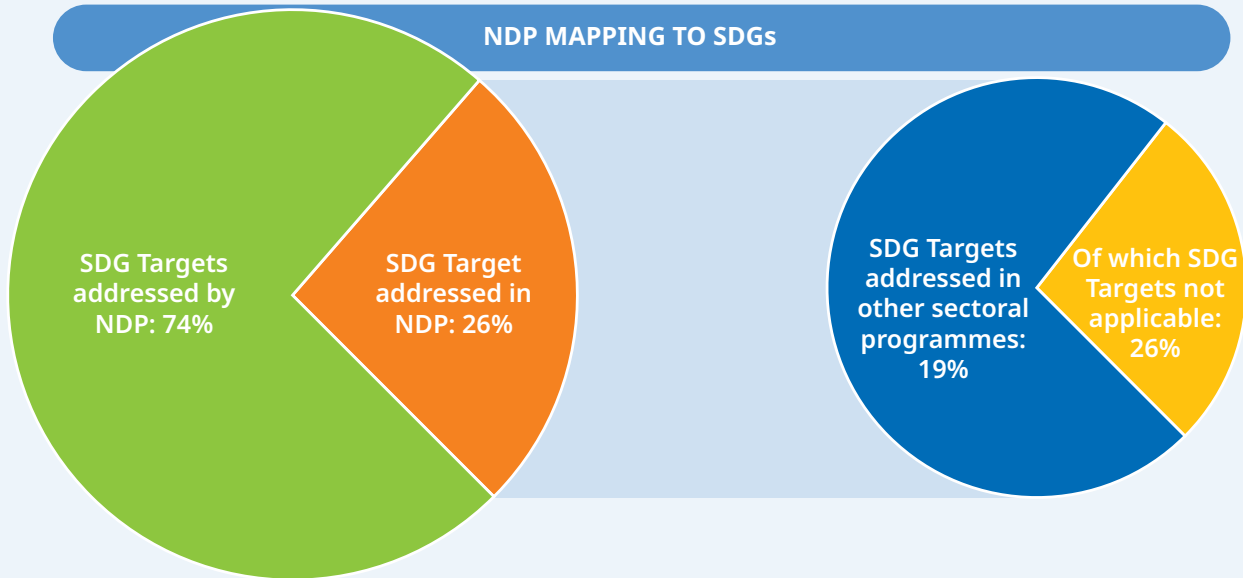 NDP MAPPING TO SDGs
SDG Targets
addressed by
NDP: 74%
SDG Target
addressed in
NDP: 26%
SDG Targets
addressed in
other sectoral
programmes:
19%
Of which SDG
Targets not
applicable:
26%